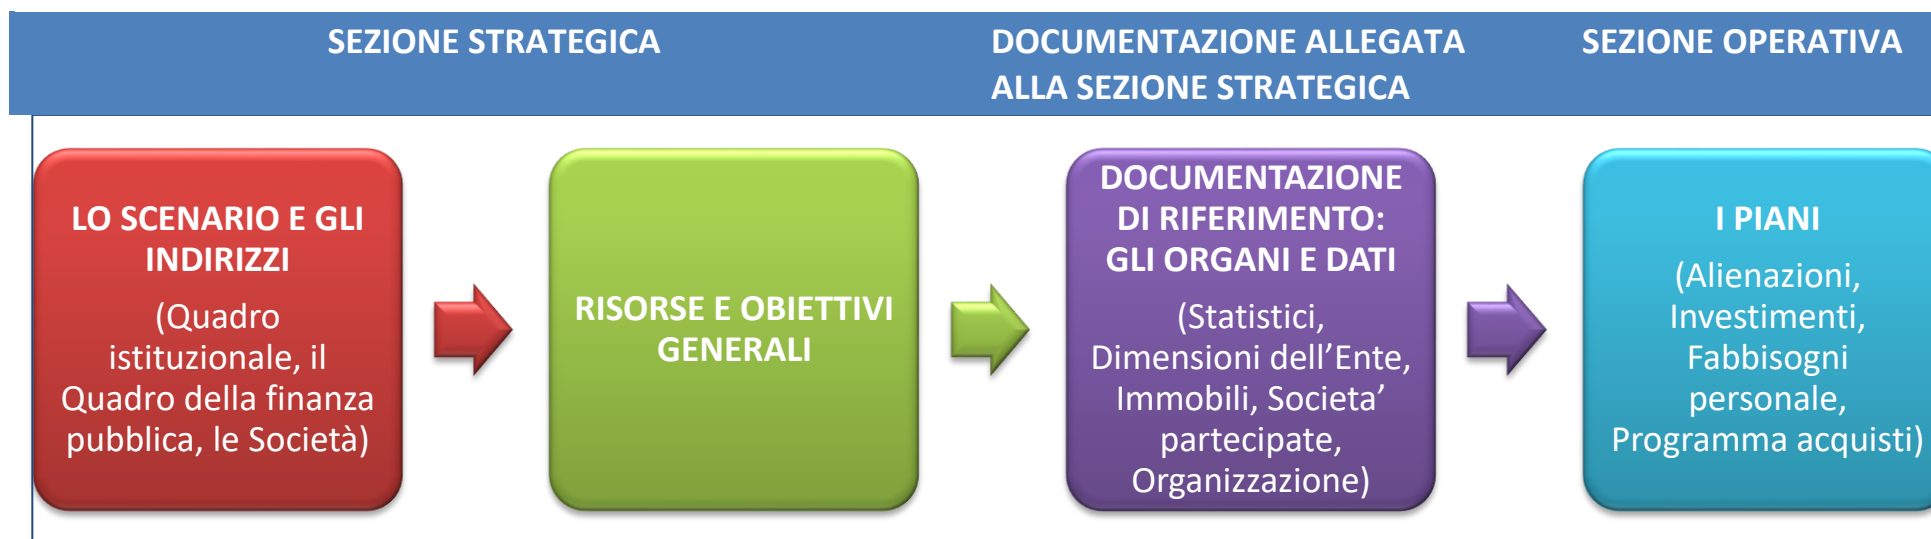 SEZIONE STRATEGICA
DOCUMENTAZIONE ALLEGATA
ALLA SEZIONE STRATEGICA
SEZIONE OPERATIVA
LO SCENARIO E GLI
INDIRIZZI
(Quadro
istituzionale, il
Quadro della finanza
pubblica, le Società)
RISORSE E OBIETTIVI
GENERALI
DOCUMENTAZIONE
DI RIFERIMENTO:
GLI ORGANI E DATI
(Statistici,
Dimensioni dell’Ente,
Immobili, Societa’
partecipate,
Organizzazione)
I PIANI
(Alienazioni,
Investimenti,
Fabbisogni
personale,
Programma acquisti)